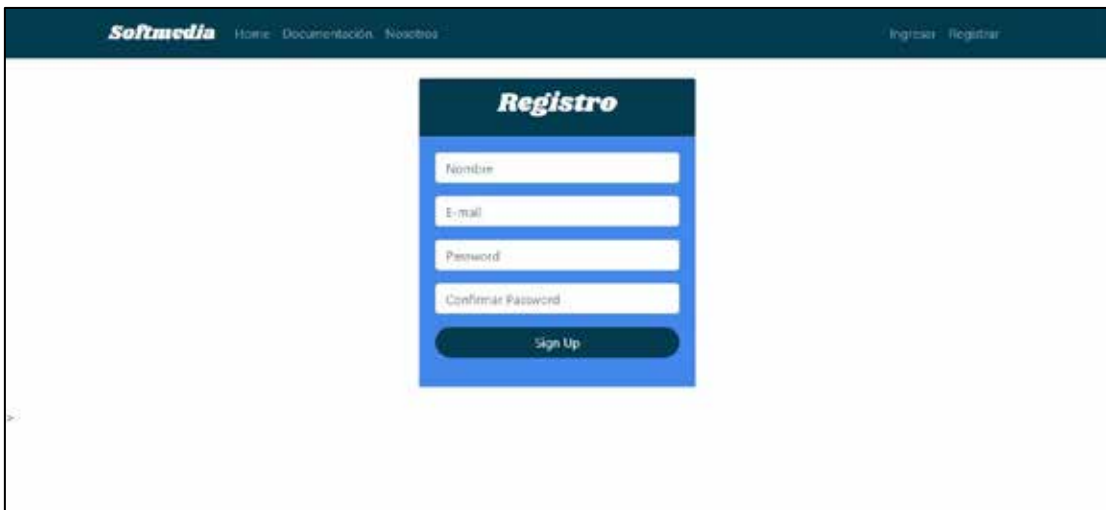 Softmedia Home Documentación Nosotros Ingresar Registrar
Registro
Nombre
E-mail
Password
Confirmar Password
Sign Up
>